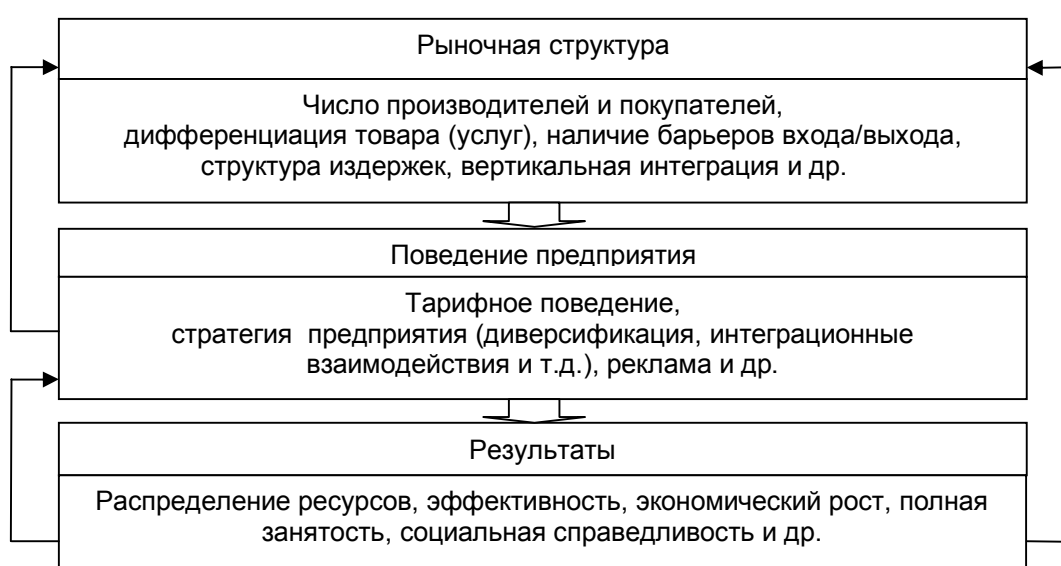 Рыночная структура
Число производителей и покупателей,
дифференциация товара (услуг), наличие барьеров входа/выхода,
структура издержек, вертикальная интеграция и др.
Поведение предприятия
Тарифное поведение,
стратегия предприятия (диверсификация, интеграционные
взаимодействия и т.д.), реклама и др.
Результаты
Распределение ресурсов, эффективность, экономический рост, полная
занятость, социальная справедливость и др.